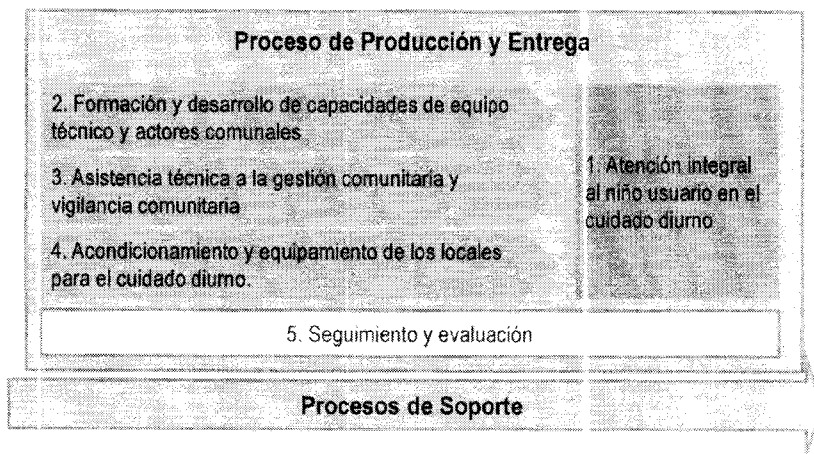 Proceso de Producción y Entrega
2. Formación y desarrollo de capacidades de equipo
técnico y actores comunales
3. Asistencia técnica a la gestión comunitaria y
vigilancia comunitaria
4. Acondicionamiento y equipamiento de los locales
para el cuidado diurno.
1. Atención integral
al niño usuario en el
cuidado diurno
5. Seguimiento y evaluación
Procesos de Soporte